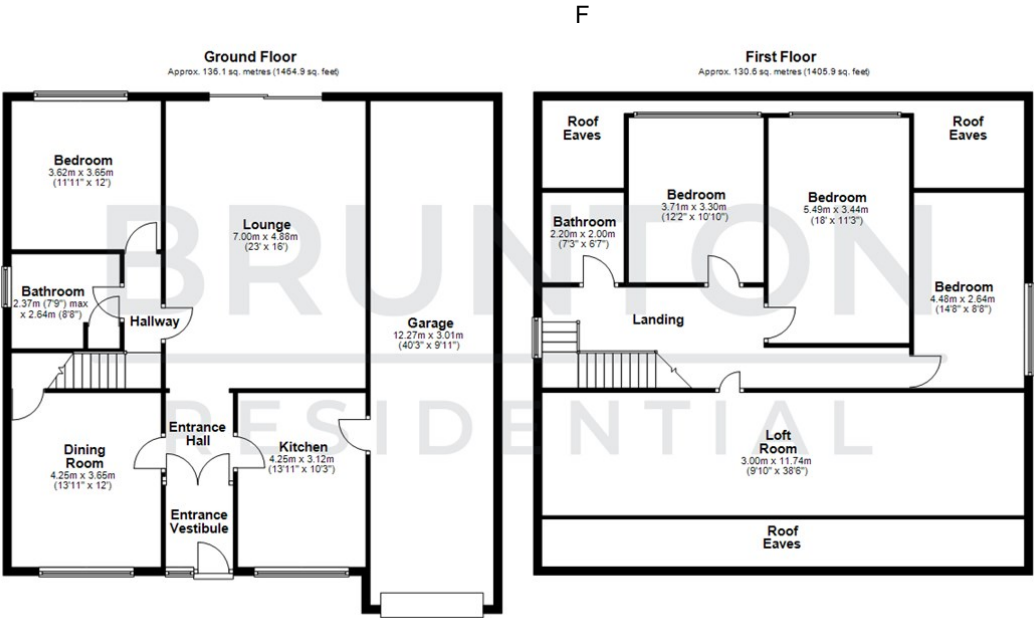 F
Ground Floor
Approx. 136.1 sq. metres (1464.9 sq. feet)
Bedroom
3.62m x 3.65m
(11'11" x 12')
Lounge
7.00m x 4.88m
(23' x 16')
Bathroom
2.37m (7'9") max
x 2.64m (8'8")
Hallway
Garage
12.27m x 3.01m
(40'3" x 9'11")
Dining
Room
4.25m x 3.65m
(13'11" x 12')
Entrance
Hall
Kitchen
4.25m x 3.12m
(13'11" x 10'3")
Entrance
Vestibule
First Floor
Approx. 130.6 sq. metres (1405.9 sq. feet)
Roof
Eaves
Roof
Eaves
Bedroom
3.71m x 3.30m
(12'2" x 10'10")
Bedroom
5.49m x 3.44m
(18' x 11'3")
Bathroom
2.20m x 2.00m
(7'3" x 6'7")
Bedroom
4.48m x 2.64m
(14'8" x 8'8")
Landing
Loft
Room
3.00m x 11.74m
(9'10" x 38'6")
Roof
Eaves
BRUNTON
RESIDENTIAL